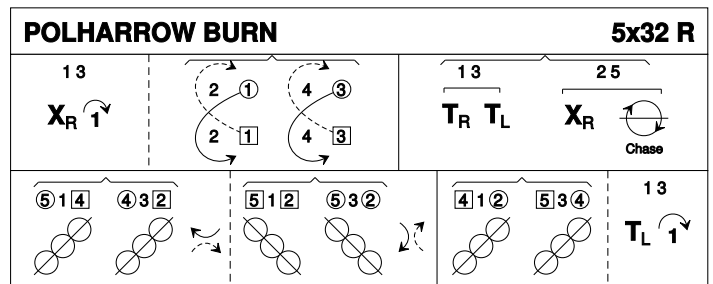 POLHARROW BURN 5x32 R
1 3
X R 1
2 1 4 3
2 1 4 3
1 3 2 5
T R T L X R
Chase
5 1 4 4 3 2
5 1 2 5 3 2
4 1 2 5 3 4
1 3
T L 1